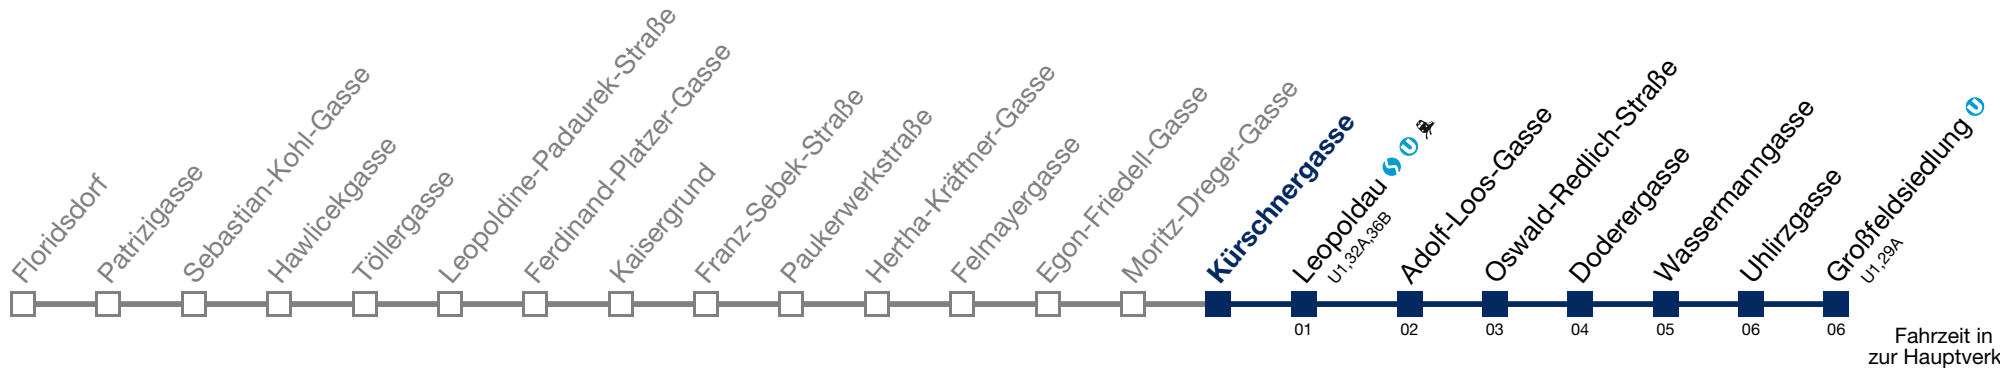 Floridsdorf
Patrizigasse
Sebastian-Kohl-Gasse
Hawlicekgasse
Töllergasse
Leopoldine-Padaurek-Straße
Ferdinand-Platzer-Gasse
Kaisergrund
Franz-Sebek-Straße
Paukerwerkstraße
Hertha-Kräftner-Gasse
Felmayergasse
Egon-Friedell-Gasse
Moritz-Dreger-Gasse
Kürschnergasse
Leopoldau S U
U1,32A,36B
Adolf-Loos-Gasse
Oswald-Redlich-Straße
Doderergasse
Wassermanngasse
Uhlirzgasse
Großfeldsiedlung U
U1,29A
01 02 03 04 05 06 06
Fahrzeit in
zur Hauptverk